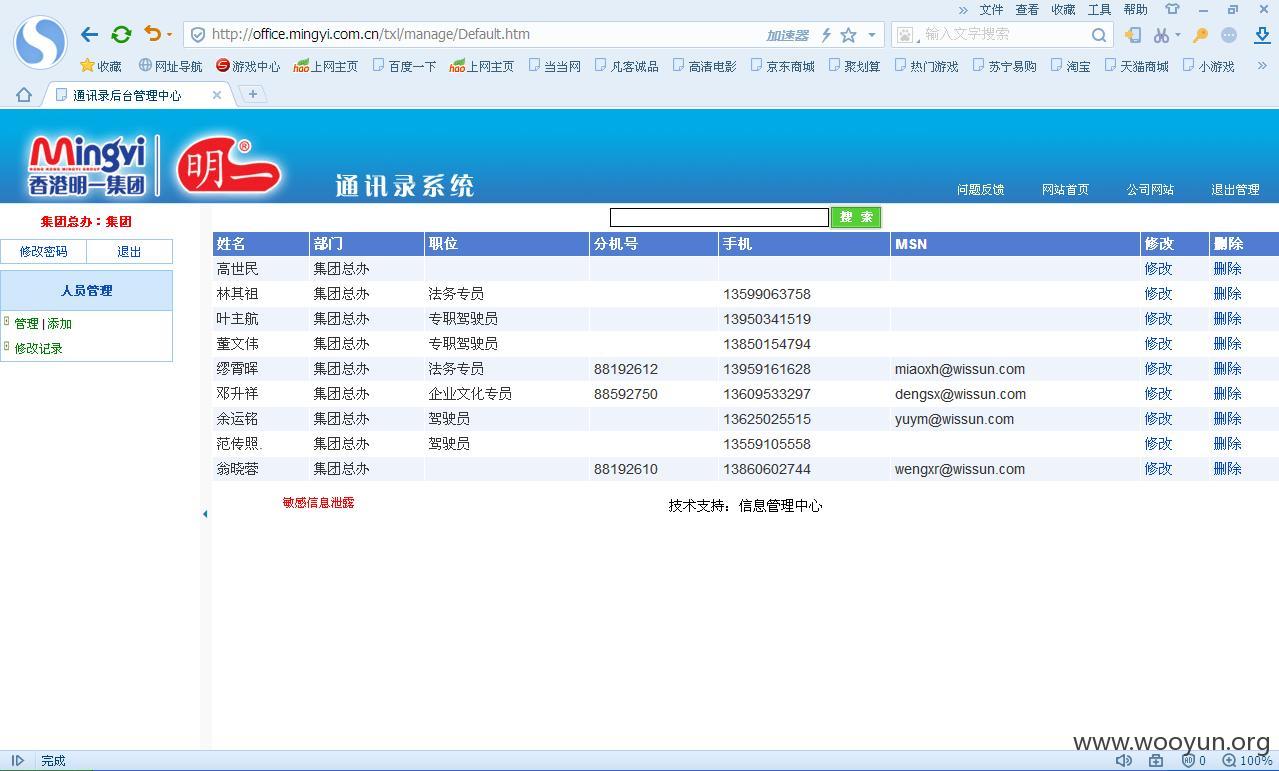 » 文件 查看 收藏 工具 帮助
http://office.mingyi.com.cn/txl/manage/Default.htm 加速器 输入文字搜索
收藏 网址导航 游戏中心 hao上网主页 百度一下 hao上网主页 当当网 凡客诚品 高清电影 京东商城 聚划算 热门游戏 苏宁易购 淘宝 天猫商城 小游戏 »
通讯录后台管理中心
Mingyi
HONG KONG MINGYI GROUP
香港明一集团
明一®
通讯录系统
问题反馈 网站首页 公司网站 退出管理
集团总办：集团
修改密码 退出
人员管理
管理 | 添加
修改记录
搜 索
姓名 部门 职位 分机号 手机 MSN 修改 删除
高世民 集团总办 修改 删除
林其祖 集团总办 法务专员 13599063758 修改 删除
叶主航 集团总办 专职驾驶员 13950341519 修改 删除
董文伟 集团总办 专职驾驶员 13850154794 修改 删除
缪霄晖 集团总办 法务专员 88192612 13959161628 miaoxh@wissun.com 修改 删除
邓升祥 集团总办 企业文化专员 88592750 13609533297 dengsx@wissun.com 修改 删除
余运铭 集团总办 驾驶员 13625025515 yuym@wissun.com 修改 删除
范传照. 集团总办 驾驶员 13559105558 修改 删除
翁晓蓉 集团总办 88192610 13860602744 wengxr@wissun.com 修改 删除
敏感信息泄露
技术支持：信息管理中心
www.wooyun.org
完成 0 100%